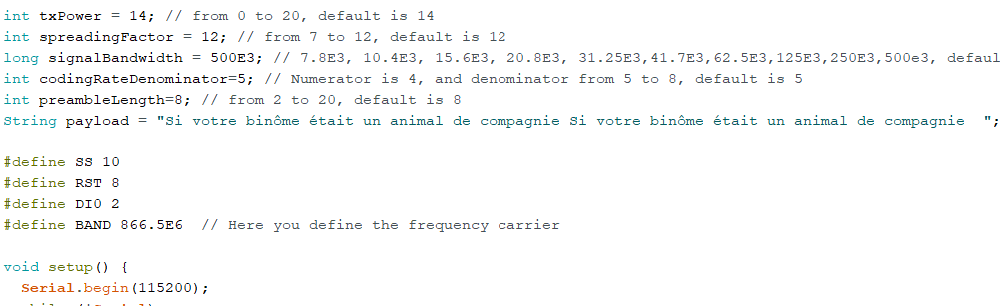 int txPower = 14; // from 0 to 20, default is 14
int spreadingFactor = 12; // from 7 to 12, default is 12
long signalBandwidth = 500E3; // 7.8E3, 10.4E3, 15.6E3, 20.8E3, 31.25E3,41.7E3,62.5E3,125E3,250E3,500e3, defaul
int codingRateDenominator=5; // Numerator is 4, and denominator from 5 to 8, default is 5
int preambleLength=8; // from 2 to 20, default is 8
String payload = "Si votre binôme était un animal de compagnie Si votre binôme était un animal de compagnie  ";
#define SS 10
#define RST 8
#define DI0 2
#define BAND 866.5E6  // Here you define the frequency carrier
void setup() {
  Serial.begin(115200);